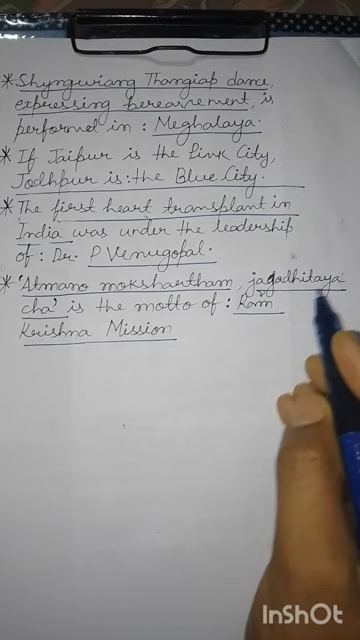 * Shyngwiang Thangiap dance,
expressing bereavement, is
performed in : Meghalaya.
* If Jaipur is the Pink City,
Jodhpur is : the Blue City.
* The first heart transplant in
India was under the leadership
of : Dr. P Venugopal.
* 'Atmano mokshartham, jagadhitaya
cha' is the motto of : Ram
Krishna Mission
InShOt